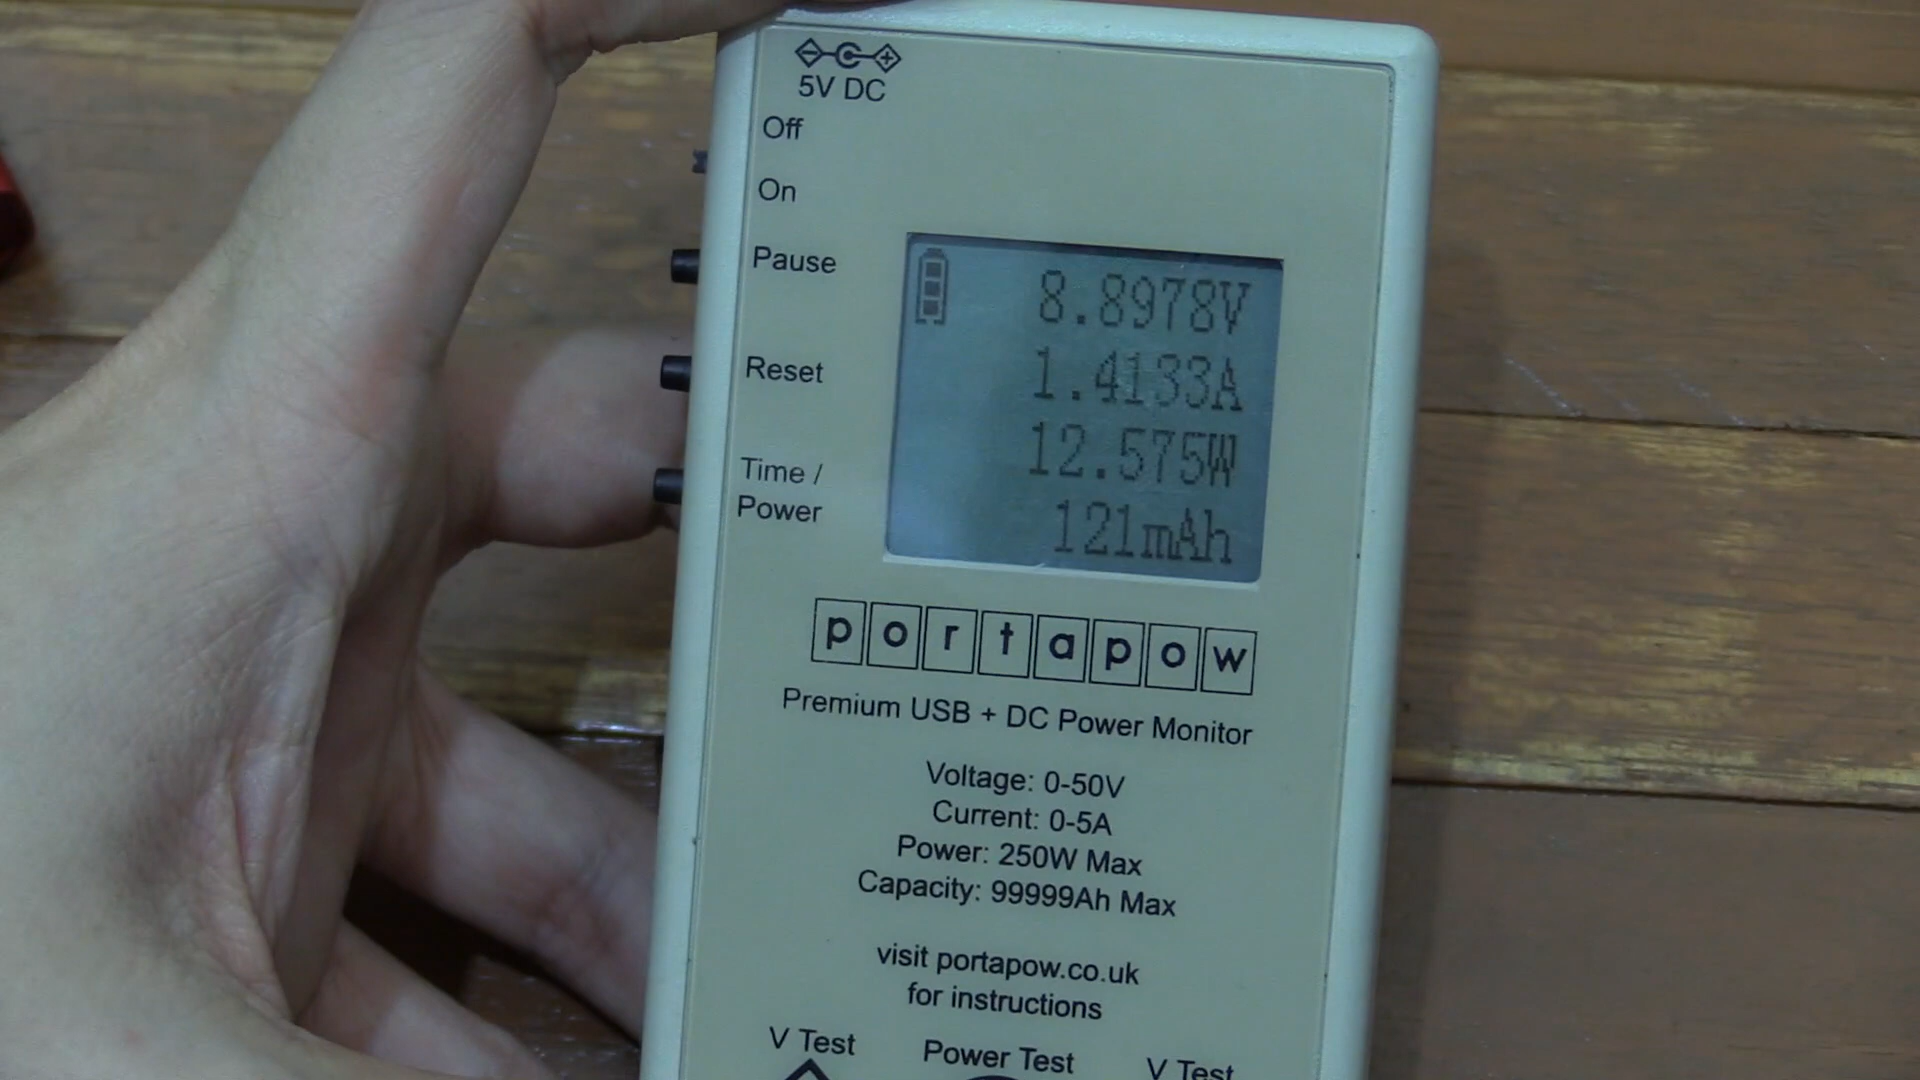 5V DC
Off
On
Pause
Reset
Time /
Power
8.8978V
1.4133A
12.575W
121mAh
portapow
Premium USB + DC Power Monitor
Voltage: 0-50V
Current: 0-5A
Power: 250W Max
Capacity: 99999Ah Max
visit portapow.co.uk
for instructions
V Test
Power Test
V Test